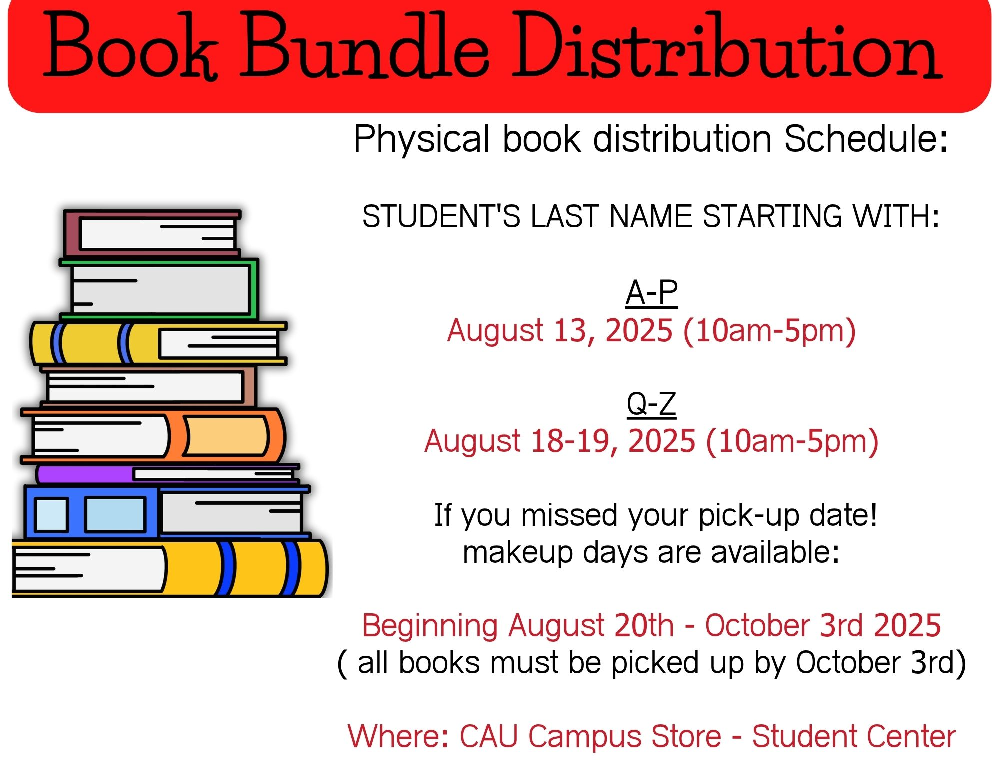 Book Bundle Distribution
Physical book distribution Schedule:
STUDENT'S LAST NAME STARTING WITH:
A-P
August 13, 2025 (10am-5pm)
Q-Z
August 18-19, 2025 (10am-5pm)
If you missed your pick-up date!
makeup days are available:
Beginning August 20th - October 3rd 2025
( all books must be picked up by October 3rd)
Where: CAU Campus Store - Student Center